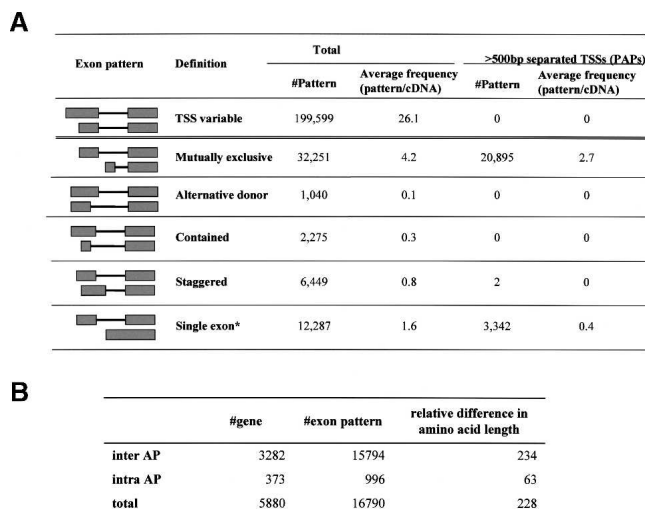 A
Total
>500bp separated TSSs (PAPs)
Exon pattern Definition
#Pattern Average frequency (pattern/cDNA) #Pattern Average frequency (pattern/cDNA)
TSS variable 199,599 26.1 0 0
Mutually exclusive 32,251 4.2 20,895 2.7
Alternative donor 1,040 0.1 0 0
Contained 2,275 0.3 0 0
Staggered 6,449 0.8 2 0
Single exon* 12,287 1.6 3,342 0.4
B
#gene #exon pattern relative difference in amino acid length
inter AP 3282 15794 234
intra AP 373 996 63
total 5880 16790 228